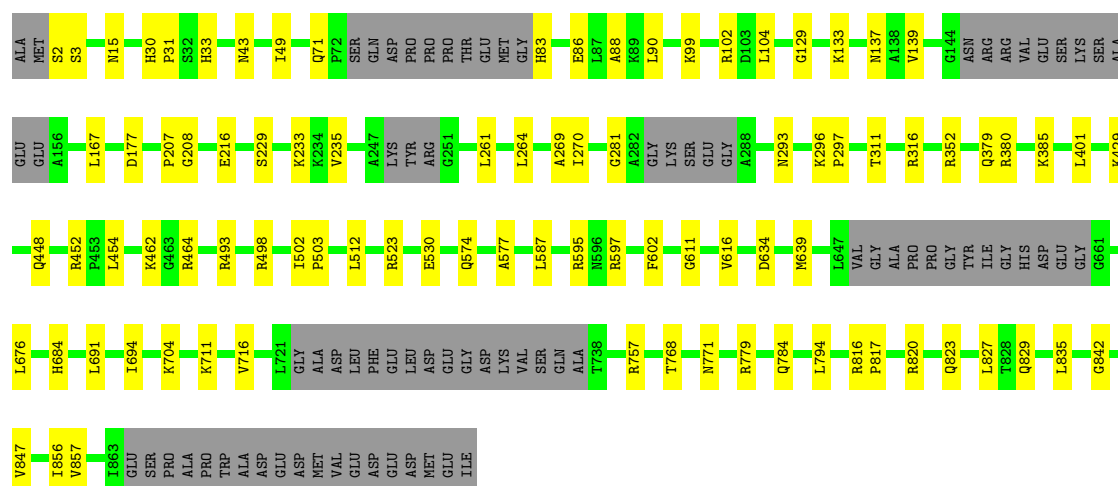 ALA MET S2 S3 N15 H30 P31 S32 H33 N43 I49 Q71 P72 SER GLN ASP PRO PRO PRO THR GLU MET GLY H83 E86 L87 A88 K89 L90 K99 R102 D103 L104 G129 K133 N137 A138 V139 G144 ASN ARG ARG VAL GLU SER LYS SER ALA
GLU GLU A156 L167 D177 P207 G208 E216 S229 K233 K234 V235 A247 LYS TYR ARG G251 L261 L264 A269 I270 G281 A282 GLY LYS SER GLU GLY A288 N293 K296 P297 T311 R316 R352 Q379 R380 K385 L401 K429
Q448 R452 P453 L454 K462 G463 R464 R493 R498 I502 P503 L512 R523 E530 Q574 A577 L587 R595 N596 R597 F602 G611 V616 D634 M639 L647 VAL GLY ALA PRO PRO GLY TYR ILE GLY HIS ASP GLU GLY G661
L676 H684 L691 I694 K704 K711 V716 L721 GLY ALA ASP LEU PHE GLU LEU ASP GLU GLY ASP LYS VAL SER GLN ALA T738 R757 T768 N771 R779 Q784 L794 R816 P817 R820 Q823 L827 T828 Q829 L835 G842
V847 I856 V857 I863 GLU SER PRO ALA PRO TRP ALA ASP GLU ASP MET VAL GLU ASP GLU ASP MET GLU ILE